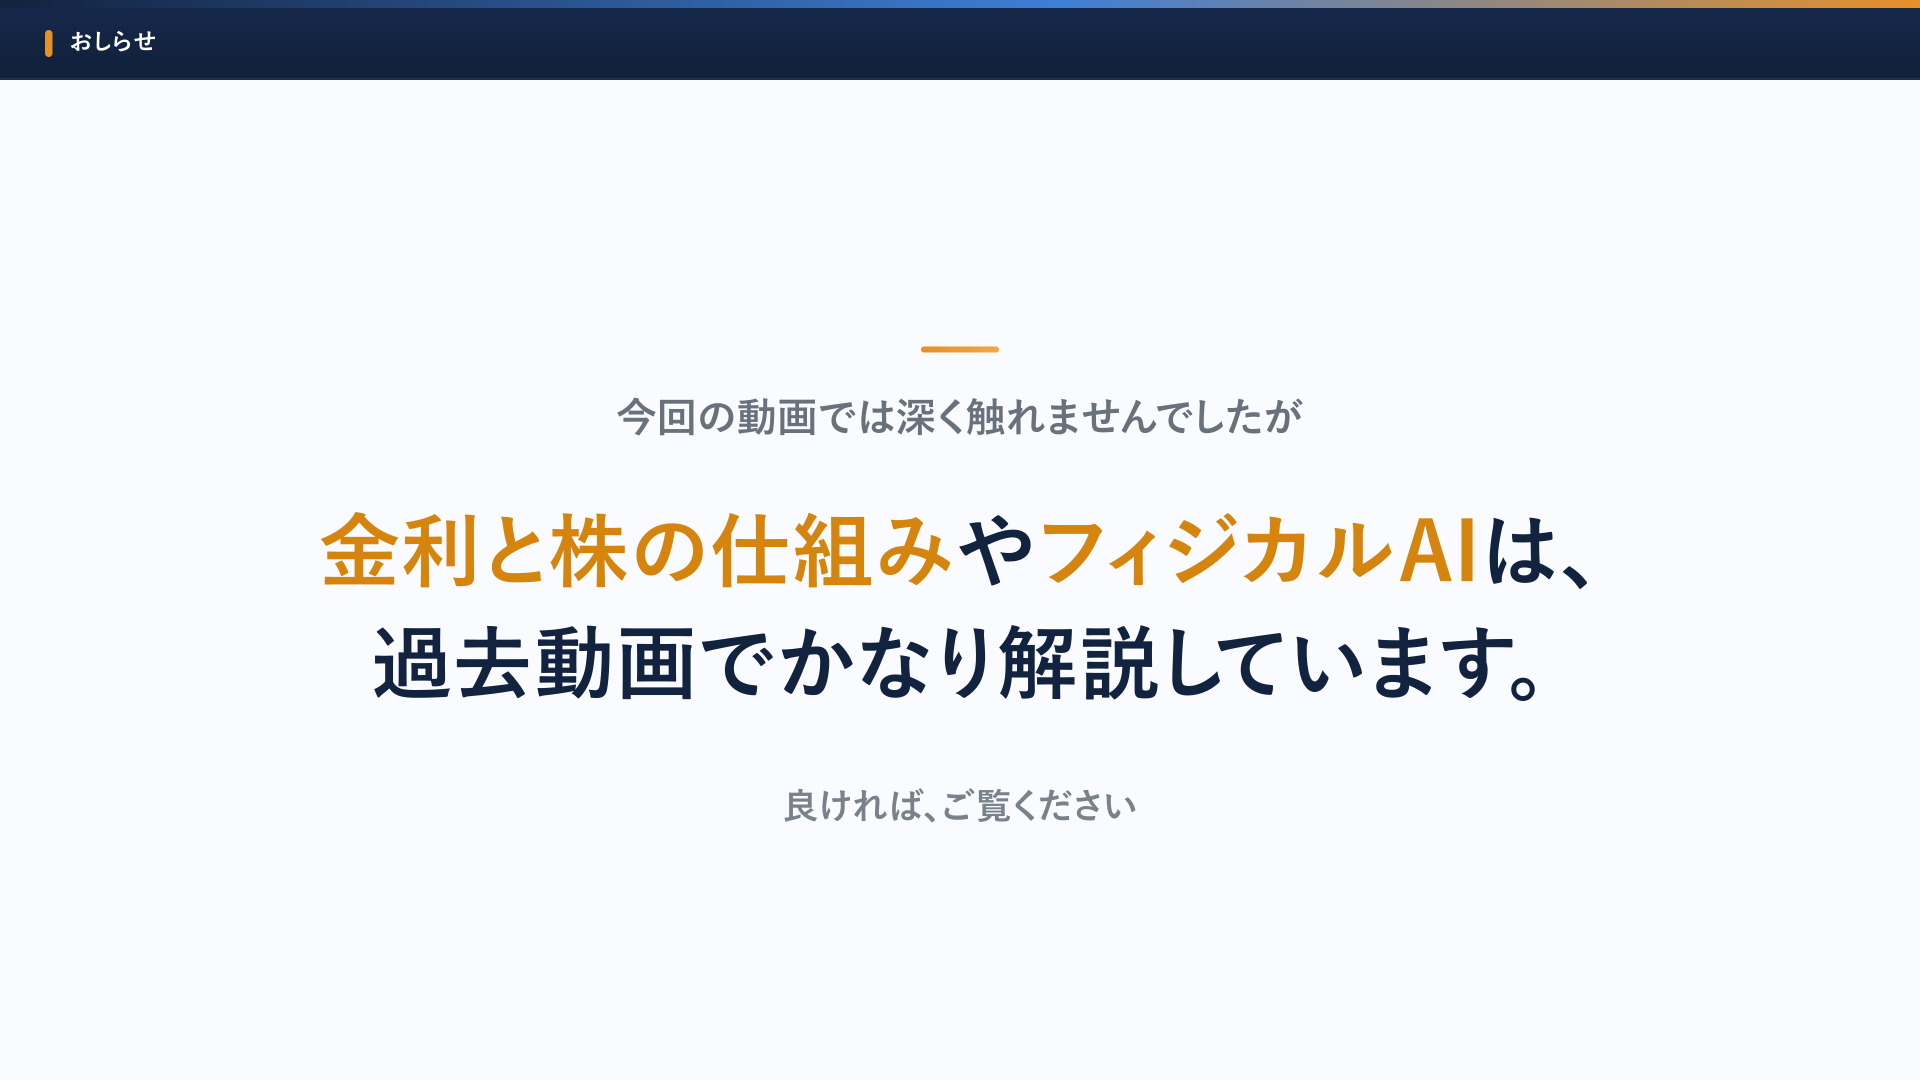 おしらせ
今回の動画では深く触れませんでしたが
金利と株の仕組みやフィジカルAIは、
過去動画でかなり解説しています。
良ければ、ご覧ください